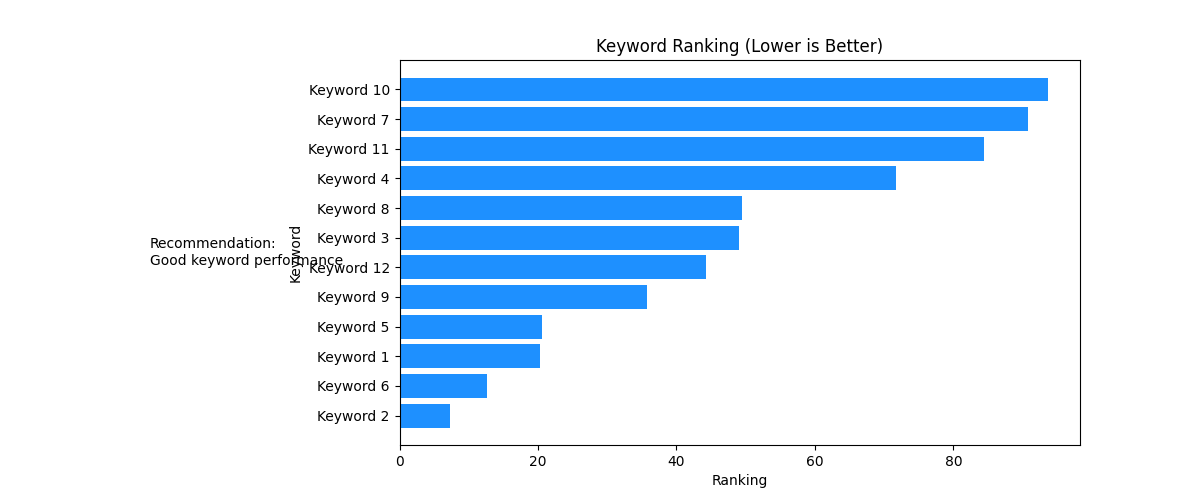 Keyword Ranking (Lower is Better)
Keyword 10
Keyword 7
Keyword 11
Keyword 4
Keyword 8
Keyword 3
Keyword 12
Keyword 9
Keyword 5
Keyword 1
Keyword 6
Keyword 2
Keyword
Recommendation:
Good keyword performance
0 20 40 60 80
Ranking